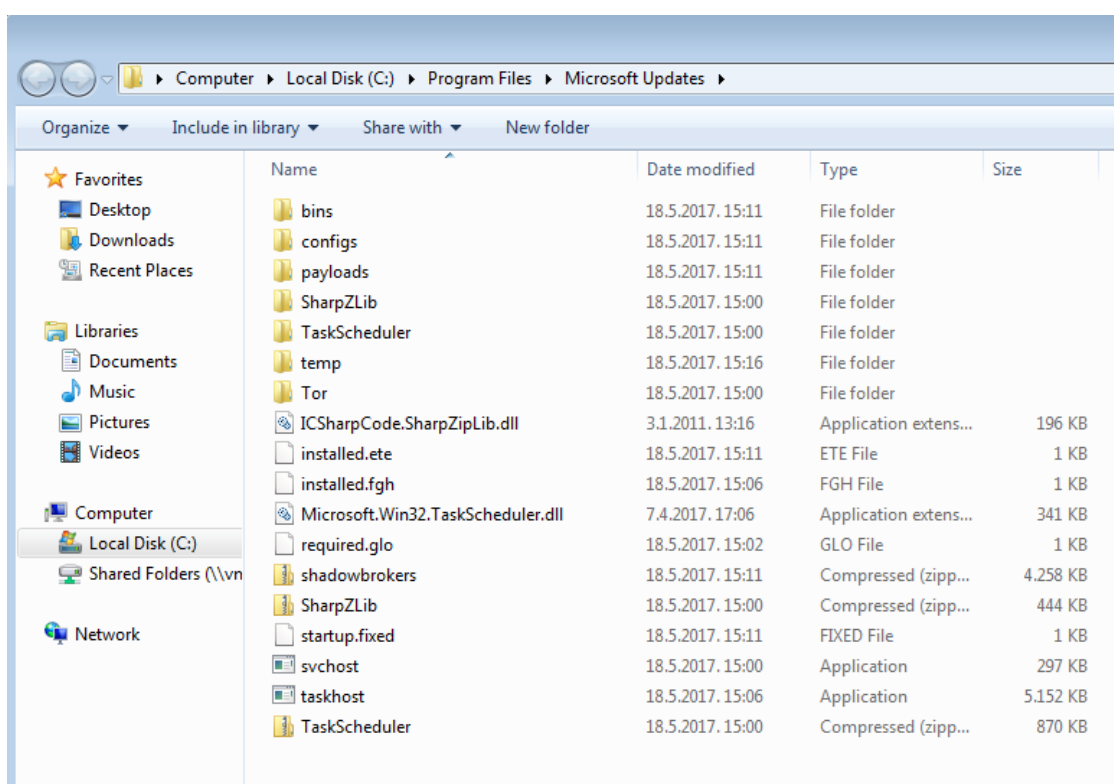 Computer Local Disk (C:) Program Files Microsoft Updates
Organize Include in library Share with New folder
Name Date modified Type Size
Favorites
Desktop
Downloads
Recent Places
Libraries
Documents
Music
Pictures
Videos
Computer
Local Disk (C:)
Shared Folders (\\vn
Network
bins 18.5.2017. 15:11 File folder
configs 18.5.2017. 15:11 File folder
payloads 18.5.2017. 15:11 File folder
SharpZLib 18.5.2017. 15:00 File folder
TaskScheduler 18.5.2017. 15:00 File folder
temp 18.5.2017. 15:16 File folder
Tor 18.5.2017. 15:00 File folder
ICSharpCode.SharpZipLib.dll 3.1.2011. 13:16 Application extens... 196 KB
installed.ete 18.5.2017. 15:11 ETE File 1 KB
installed.fgh 18.5.2017. 15:06 FGH File 1 KB
Microsoft.Win32.TaskScheduler.dll 7.4.2017. 17:06 Application extens... 341 KB
required.glo 18.5.2017. 15:02 GLO File 1 KB
shadowbrokers 18.5.2017. 15:11 Compressed (zipp... 4.258 KB
SharpZLib 18.5.2017. 15:00 Compressed (zipp... 444 KB
startup.fixed 18.5.2017. 15:11 FIXED File 1 KB
svchost 18.5.2017. 15:00 Application 297 KB
taskhost 18.5.2017. 15:06 Application 5.152 KB
TaskScheduler 18.5.2017. 15:00 Compressed (zipp... 870 KB